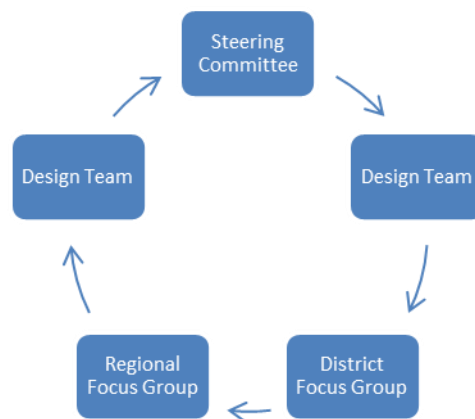 Steering
Committee
Design Team
Design Team
Regional
Focus Group
District
Focus Group